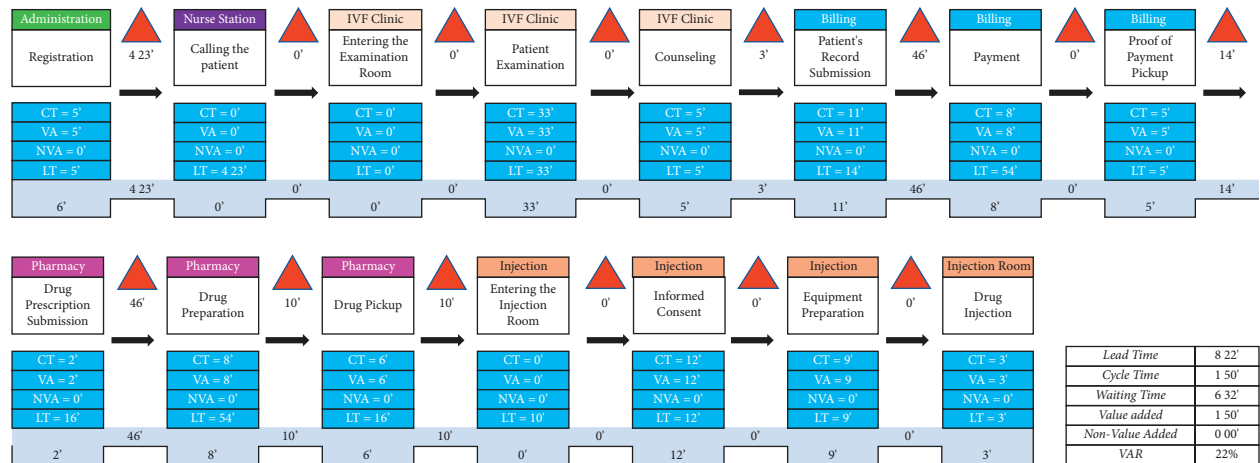 Administration
Registration
4 23'
Nurse Station
Calling the
patient
0'
IVF Clinic
Entering the
Examination
Room
0'
IVF Clinic
Patient
Examination
0'
IVF Clinic
Counseling
3'
Billing
Patient's
Record
Submission
46'
Billing
Payment
0'
Billing
Proof of
Payment
Pickup
14'
CT = 5'
VA = 5'
NVA = 0'
LT = 5'
CT = 0'
VA = 0'
NVA = 0'
LT = 4 23'
CT = 0'
VA = 0'
NVA = 0'
LT = 0'
CT = 33'
VA = 33'
NVA = 0'
LT = 33'
CT = 5'
VA = 5'
NVA = 0'
LT = 5'
CT = 11'
VA = 11'
NVA = 0'
LT = 14'
CT = 8'
VA = 8'
NVA = 0'
LT = 54'
CT = 5'
VA = 5'
NVA = 0'
LT = 5'
4 23' 0' 0' 0' 3' 46' 0' 14'
6' 0' 0' 33' 5' 11' 8' 5'
Pharmacy
Drug
Prescription
Submission
46'
Pharmacy
Drug
Preparation
10'
Pharmacy
Drug Pickup
10'
Injection
Entering the
Injection
Room
0'
Injection
Informed
Consent
0'
Injection
Equipment
Preparation
0'
Injection Room
Drug
Injection
CT = 2'
VA = 2'
NVA = 0'
LT = 16'
CT = 8'
VA = 8'
NVA = 0'
LT = 54'
CT = 6'
VA = 6'
NVA = 0'
LT = 16'
CT = 0'
VA = 0'
NVA = 0'
LT = 10'
CT = 12'
VA = 12'
NVA = 0'
LT = 12'
CT = 9'
VA = 9
NVA = 0'
LT = 9'
CT = 3'
VA = 3'
NVA = 0'
LT = 3'
46' 10' 10' 0' 0' 0'
2' 8' 6' 0' 12' 9' 3'
Lead Time 8 22'
Cycle Time 1 50'
Waiting Time 6 32'
Value added 1 50'
Non-Value Added 0 00'
VAR 22%